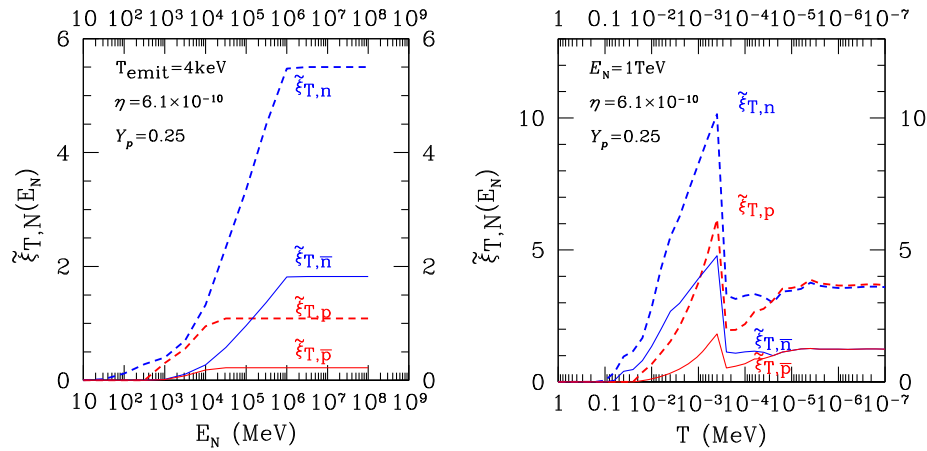 10 10² 10³ 10⁴ 10⁵ 10⁶ 10⁷ 10⁸ 10⁹
6
4
2
0
6
4
2
0
T_emit=4keV
η=6.1×10⁻¹⁰
Y_p=0.25
ξ̃_T,n
ξ̃_T,n̅
ξ̃_T,p
ξ̃_T,p̅
ξ̃_T,N(E_N)
10 10² 10³ 10⁴ 10⁵ 10⁶ 10⁷ 10⁸ 10⁹
E_N (MeV)
1 0.1 10⁻² 10⁻³ 10⁻⁴ 10⁻⁵ 10⁻⁶ 10⁻⁷
10
5
0
10
5
0
E_N=1TeV
η=6.1×10⁻¹⁰
Y_p=0.25
ξ̃_T,n
ξ̃_T,p
ξ̃_T,n̅
ξ̃_T,p̅
ξ̃_T,N(E_N)
1 0.1 10⁻² 10⁻³ 10⁻⁴ 10⁻⁵ 10⁻⁶ 10⁻⁷
T (MeV)